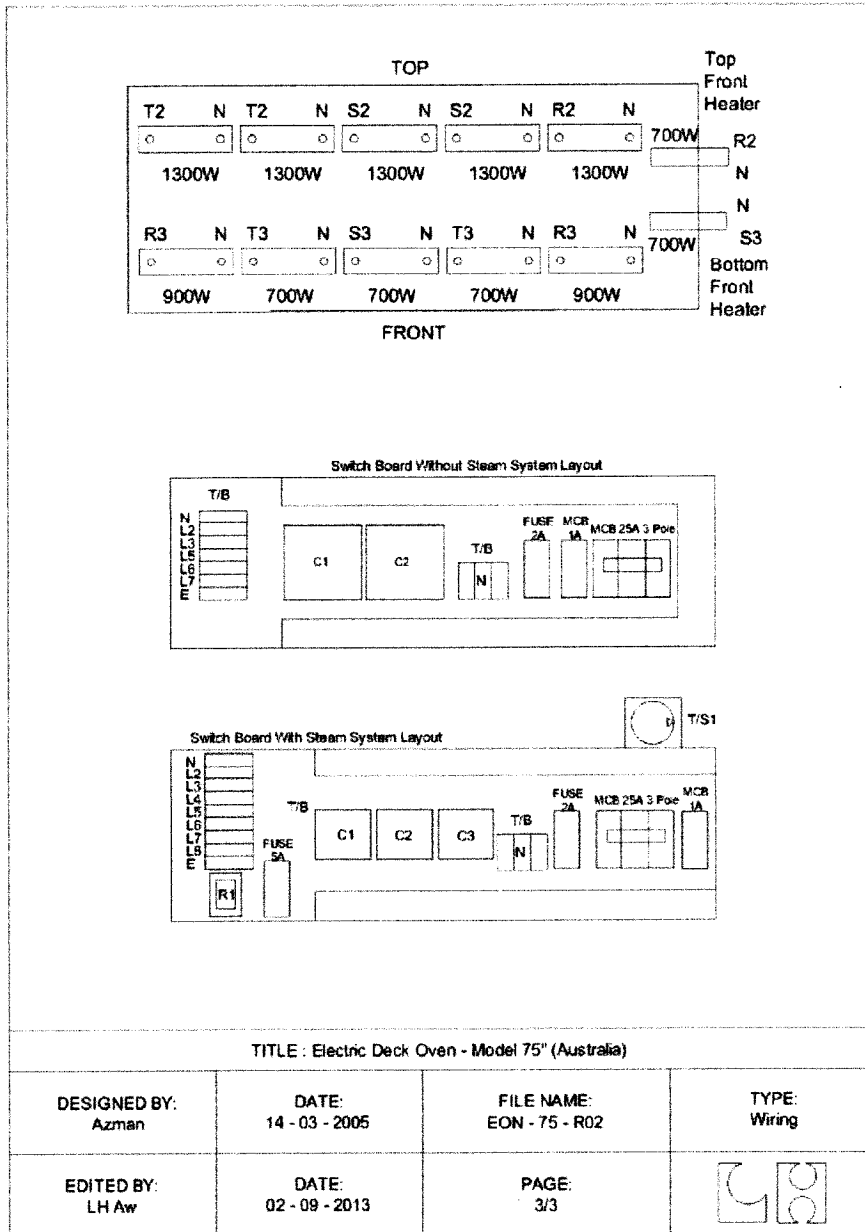 TOP
Top
Front
Heater
T2 N T2 N S2 N S2 N R2 N
700W R2
1300W 1300W 1300W 1300W 1300W
N
N
R3 N T3 N S3 N T3 N R3 N
700W S3
900W 700W 700W 700W 900W
Bottom
Front
Heater
FRONT
Switch Board Without Steam System Layout
T/B
N
L2
L3
L5
L6
L7
E
C1
C2
T/B
N
FUSE
2A
MCB
1A
MCB 25A 3 Pole
T/S1
Switch Board With Steam System Layout
N
L2
L3
L4
L5
L6
L7
L8
E
R1
FUSE
5A
T/B
C1
C2
C3
T/B
N
FUSE
2A
MCB 25A 3 Pole
MCB
1A
TITLE : Electric Deck Oven - Model 75" (Australia)
DESIGNED BY:
Azman
DATE:
14 - 03 - 2005
FILE NAME:
EON - 75 - R02
TYPE:
Wiring
EDITED BY:
LH Aw
DATE:
02 - 09 - 2013
PAGE:
3/3